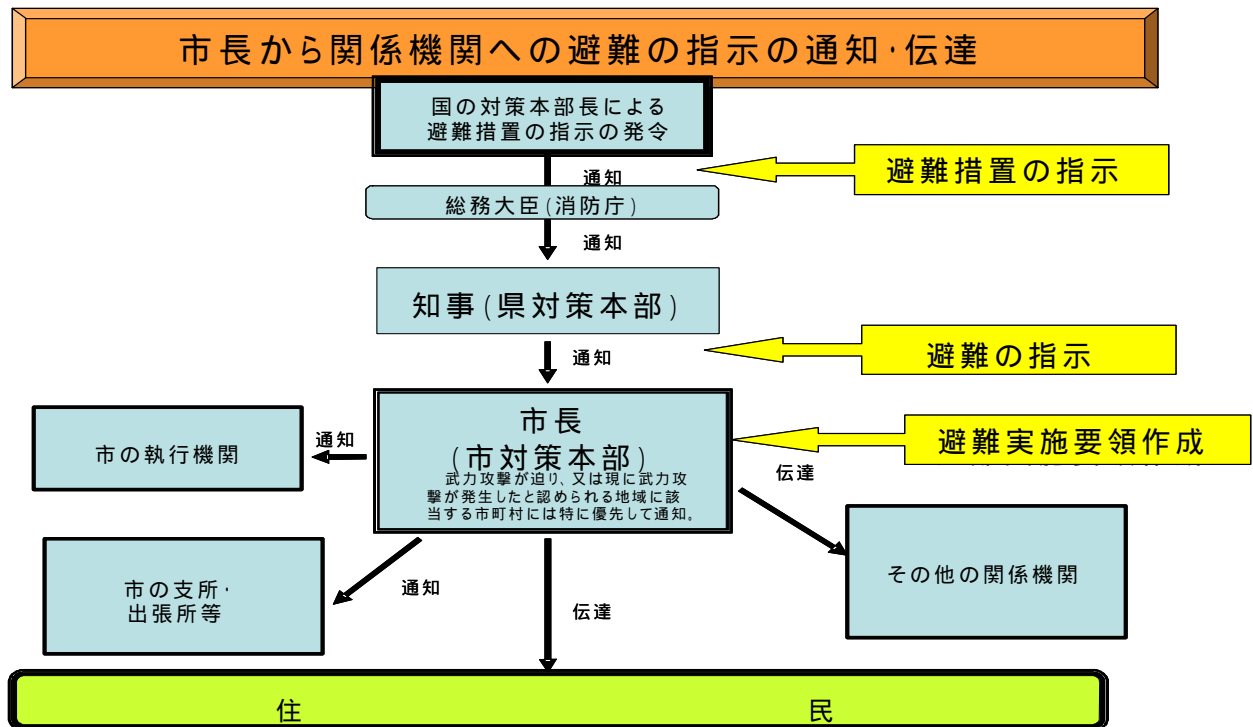 市長から関係機関への避難の指示の通知・伝達
国の対策本部長による
避難措置の指示の発令
通知
避難措置の指示
総務大臣(消防庁)
通知
知事(県対策本部)
通知
避難の指示
市長
(市対策本部)
武力攻撃が迫り、又は現に武力攻
撃が発生したと認められる地域に該
当する市町村には特に優先して通知。
避難実施要領作成
市の執行機関
通知
伝達
市の支所・
出張所等
通知
伝達
その他の関係機関
住民